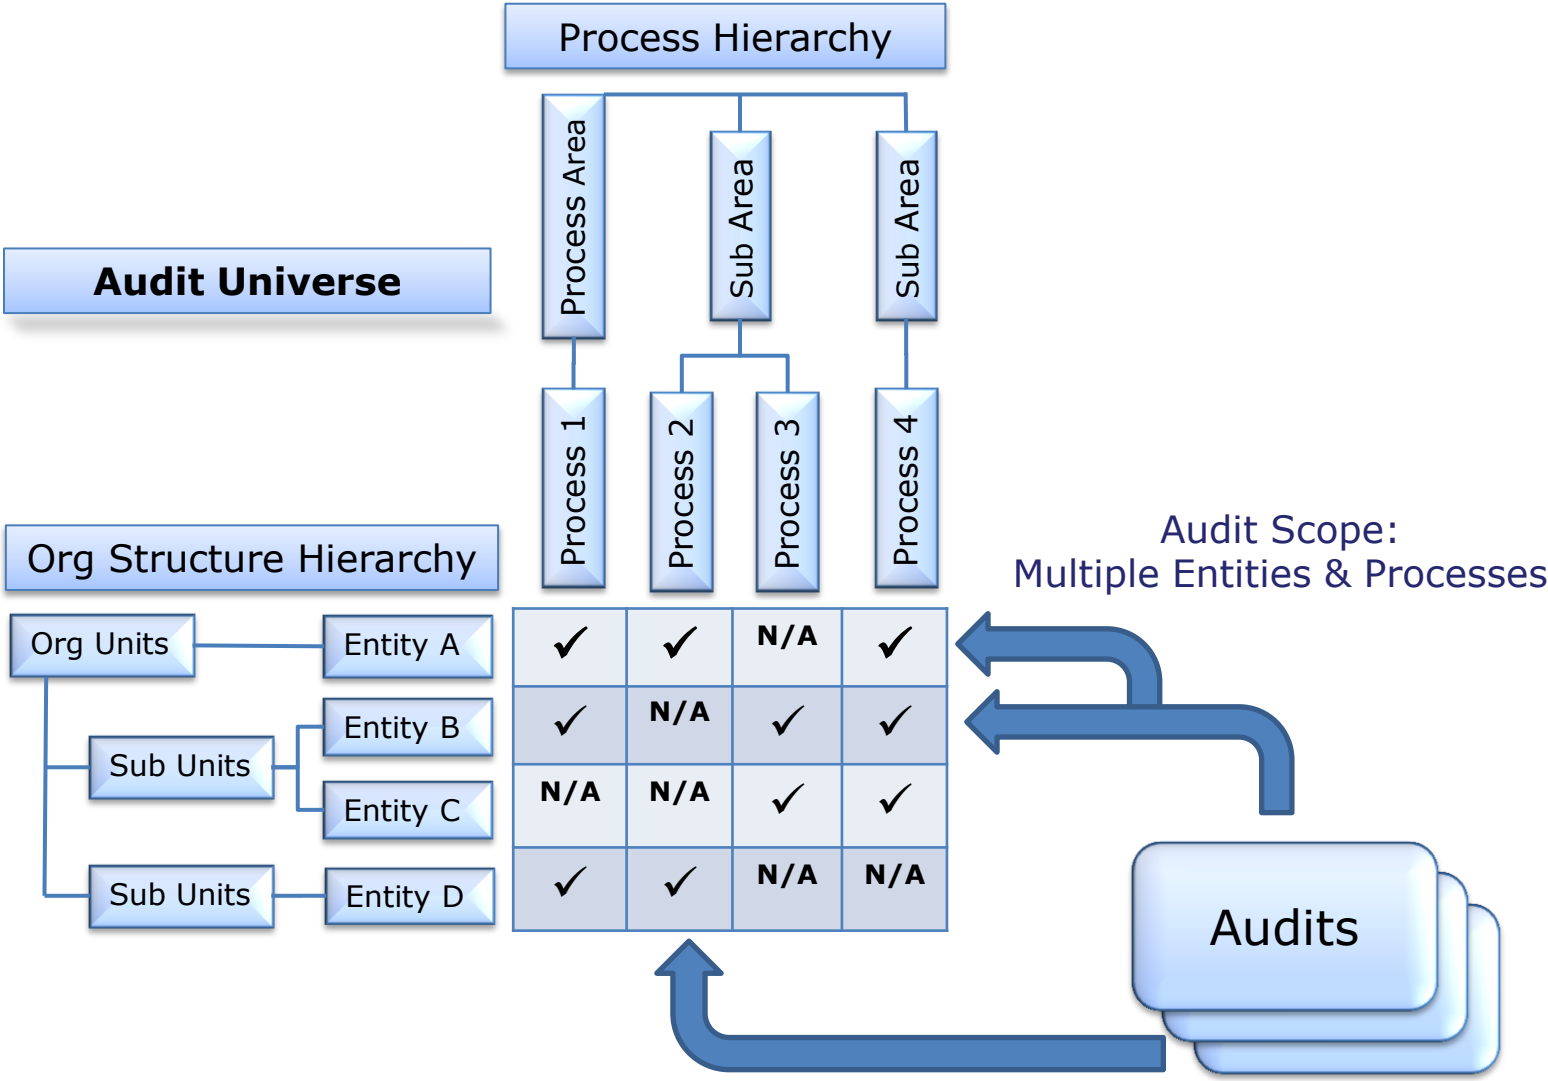 Process Hierarchy
Process Area
Sub Area
Sub Area
Audit Universe
Process 1
Process 2
Process 3
Process 4
Org Structure Hierarchy
Audit Scope:
Multiple Entities & Processes
Org Units
Entity A
✓ ✓ N/A ✓
Entity B
✓ N/A ✓ ✓
Sub Units
Entity C
N/A N/A ✓ ✓
Sub Units
Entity D
✓ ✓ N/A N/A
Audits